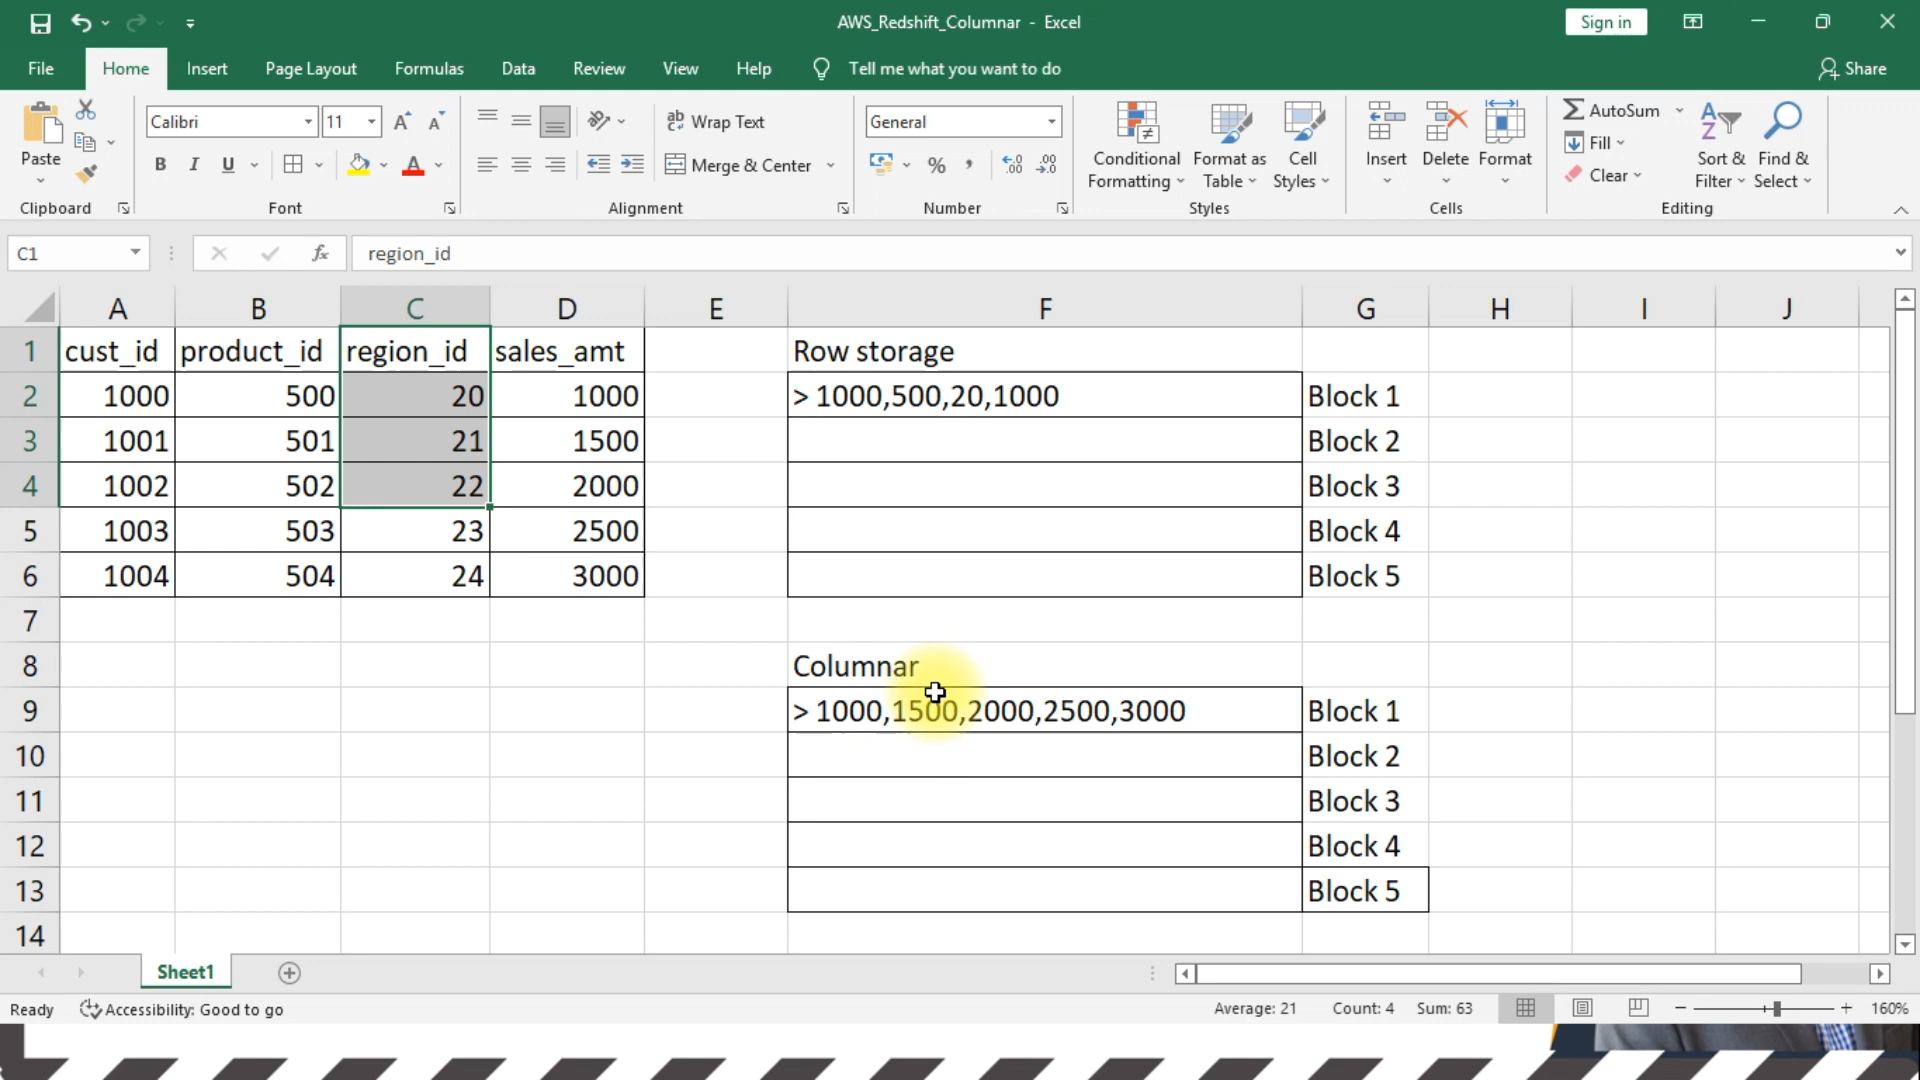 AWS_Redshift_Columnar - Excel
Sign in
File Home Insert Page Layout Formulas Data Review View Help Tell me what you want to do Share
Paste
Clipboard
Calibri 11
B I U A
Font
Wrap Text
Merge & Center
Alignment
General
%
Number
Conditional Formatting
Format as Table
Cell Styles
Styles
Insert Delete Format
Cells
AutoSum
Fill
Clear
Sort & Filter
Find & Select
Editing
C1 fx region_id
A B C D E F G H I J
1 cust_id product_id region_id sales_amt Row storage
2 1000 500 20 1000 > 1000,500,20,1000 Block 1
3 1001 501 21 1500 Block 2
4 1002 502 22 2000 Block 3
5 1003 503 23 2500 Block 4
6 1004 504 24 3000 Block 5
7
8 Columnar
9 > 1000,1500,2000,2500,3000 Block 1
10 Block 2
11 Block 3
12 Block 4
13 Block 5
14
Sheet1
Ready Accessibility: Good to go Average: 21 Count: 4 Sum: 63 160%